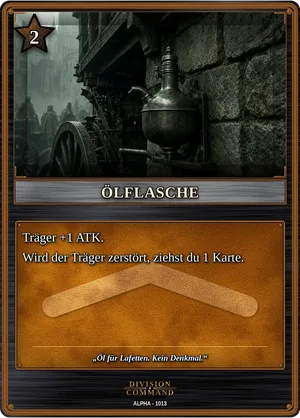 2
ÖLFLASCHE
Träger +1 ATK.
Wird der Träger zerstört, ziehst du 1 Karte.
„Öl für Lafetten. Kein Denkmal.“
DIVISION
COMMAND
ALPHA - 1013